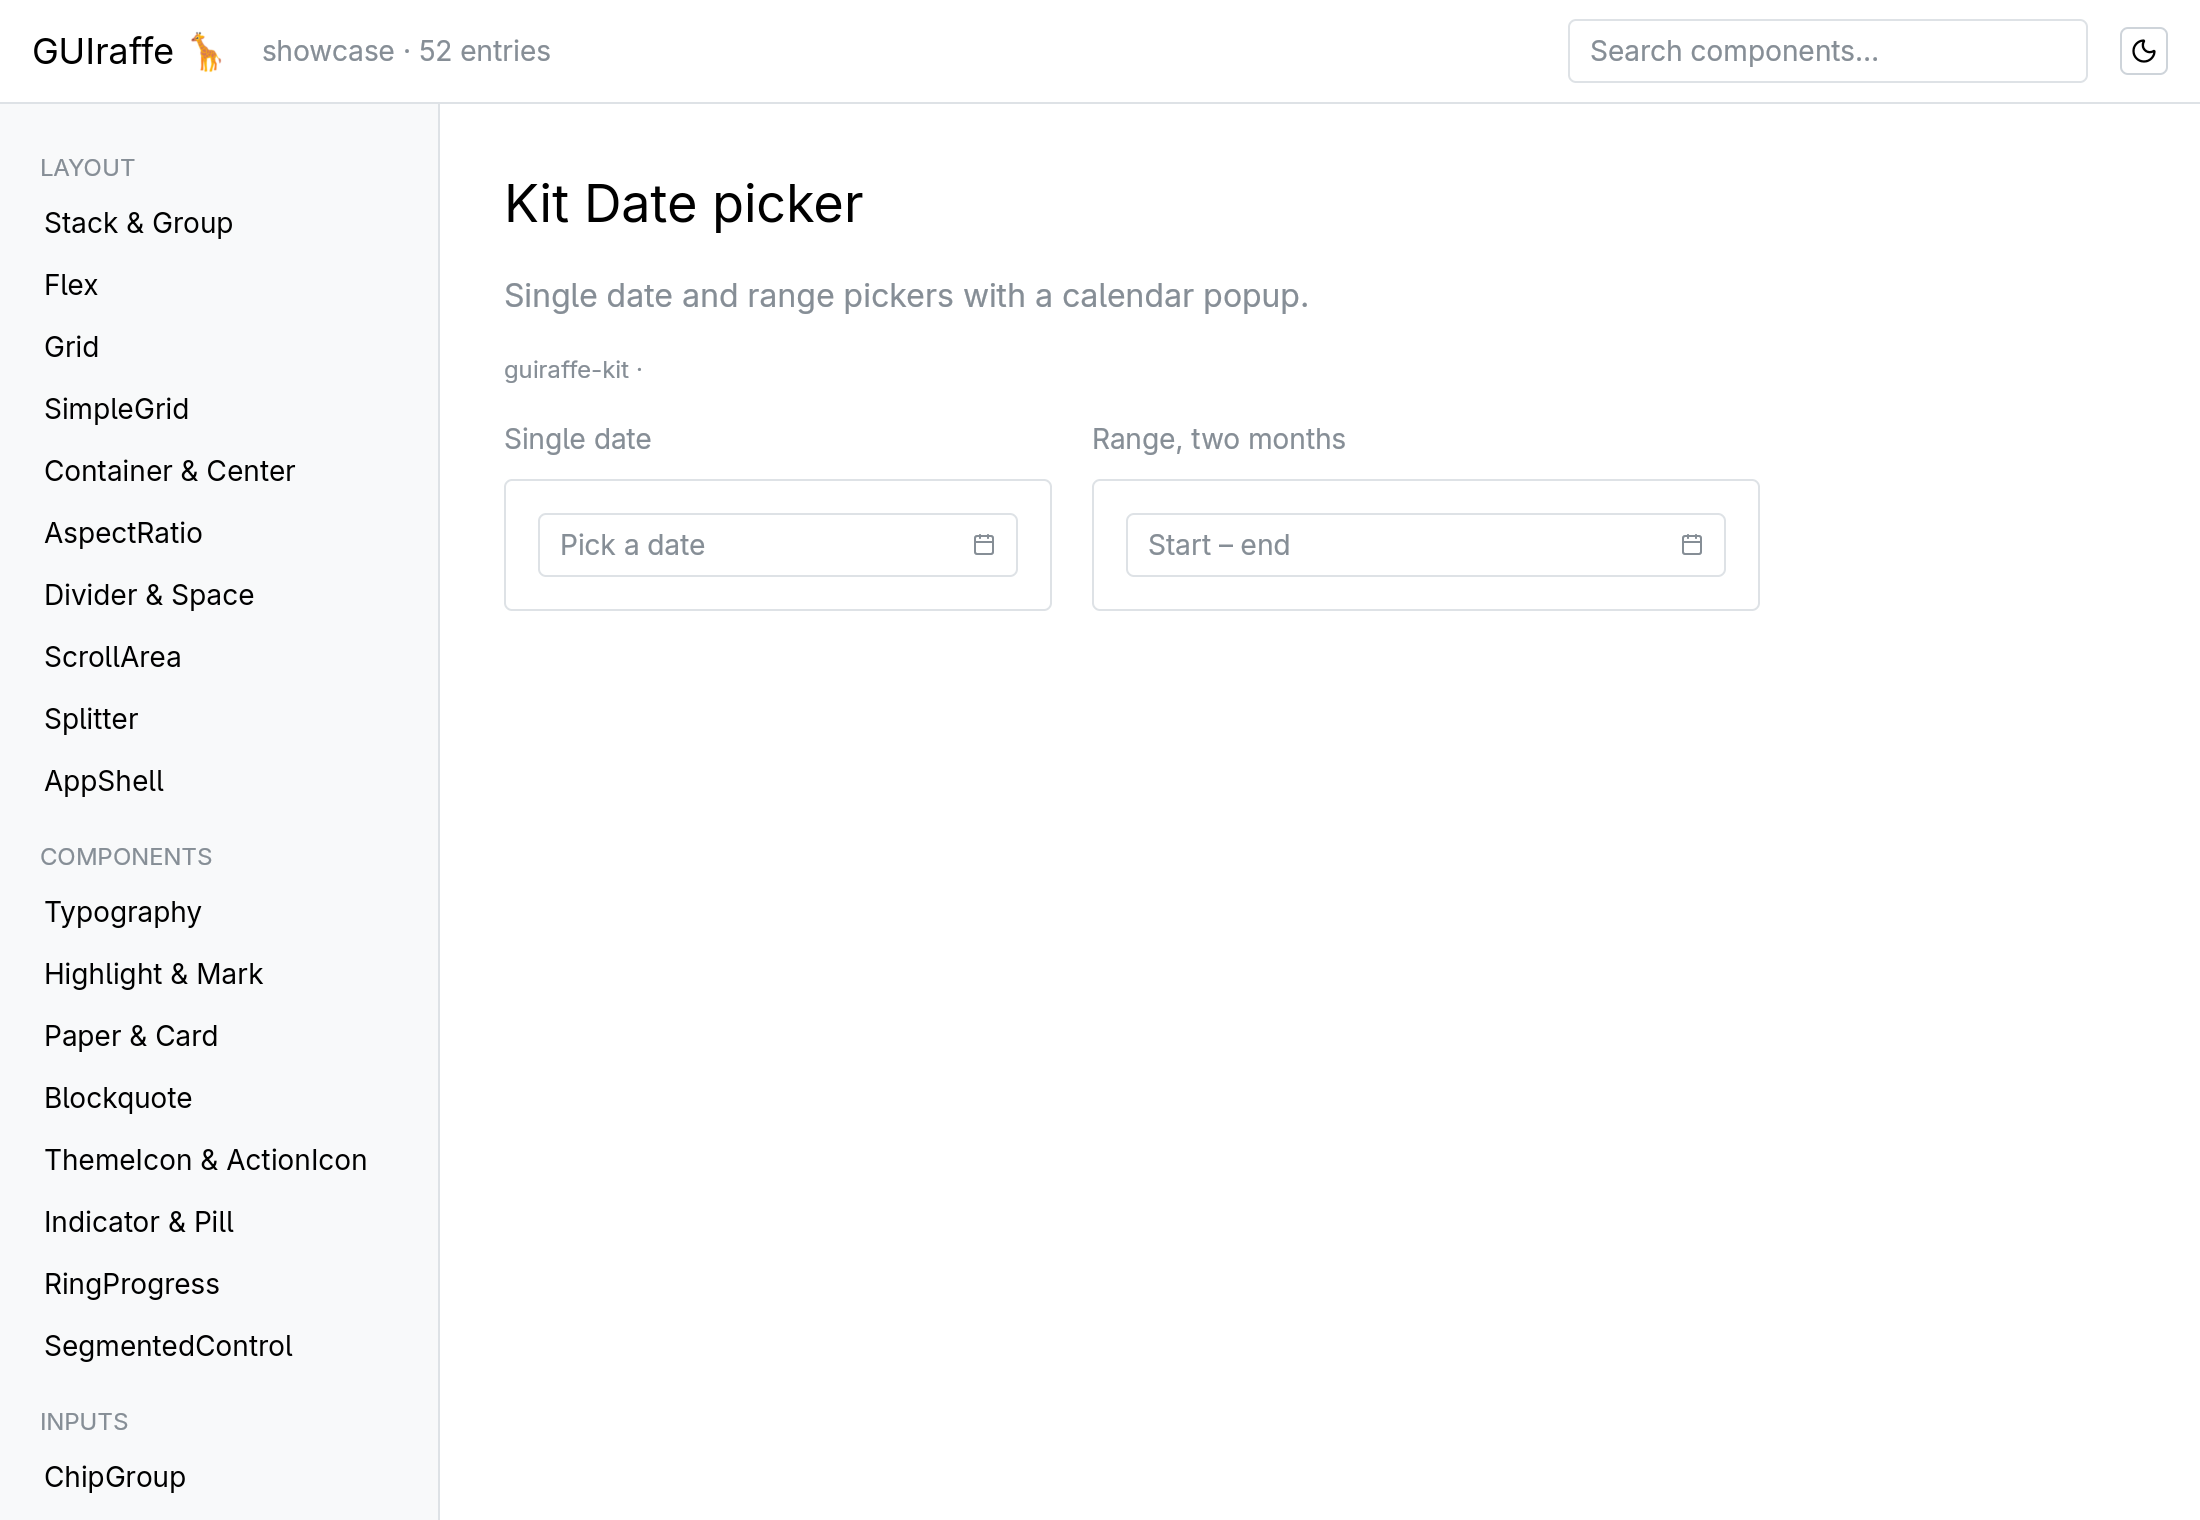 GUIraffe 🦒 showcase · 52 entries Search components...
LAYOUT
Stack & Group
Flex
Grid
SimpleGrid
Container & Center
AspectRatio
Divider & Space
ScrollArea
Splitter
AppShell
COMPONENTS
Typography
Highlight & Mark
Paper & Card
Blockquote
ThemeIcon & ActionIcon
Indicator & Pill
RingProgress
SegmentedControl
INPUTS
ChipGroup
Kit Date picker
Single date and range pickers with a calendar popup.
guiraffe-kit ·
Single date
Pick a date
Range, two months
Start – end